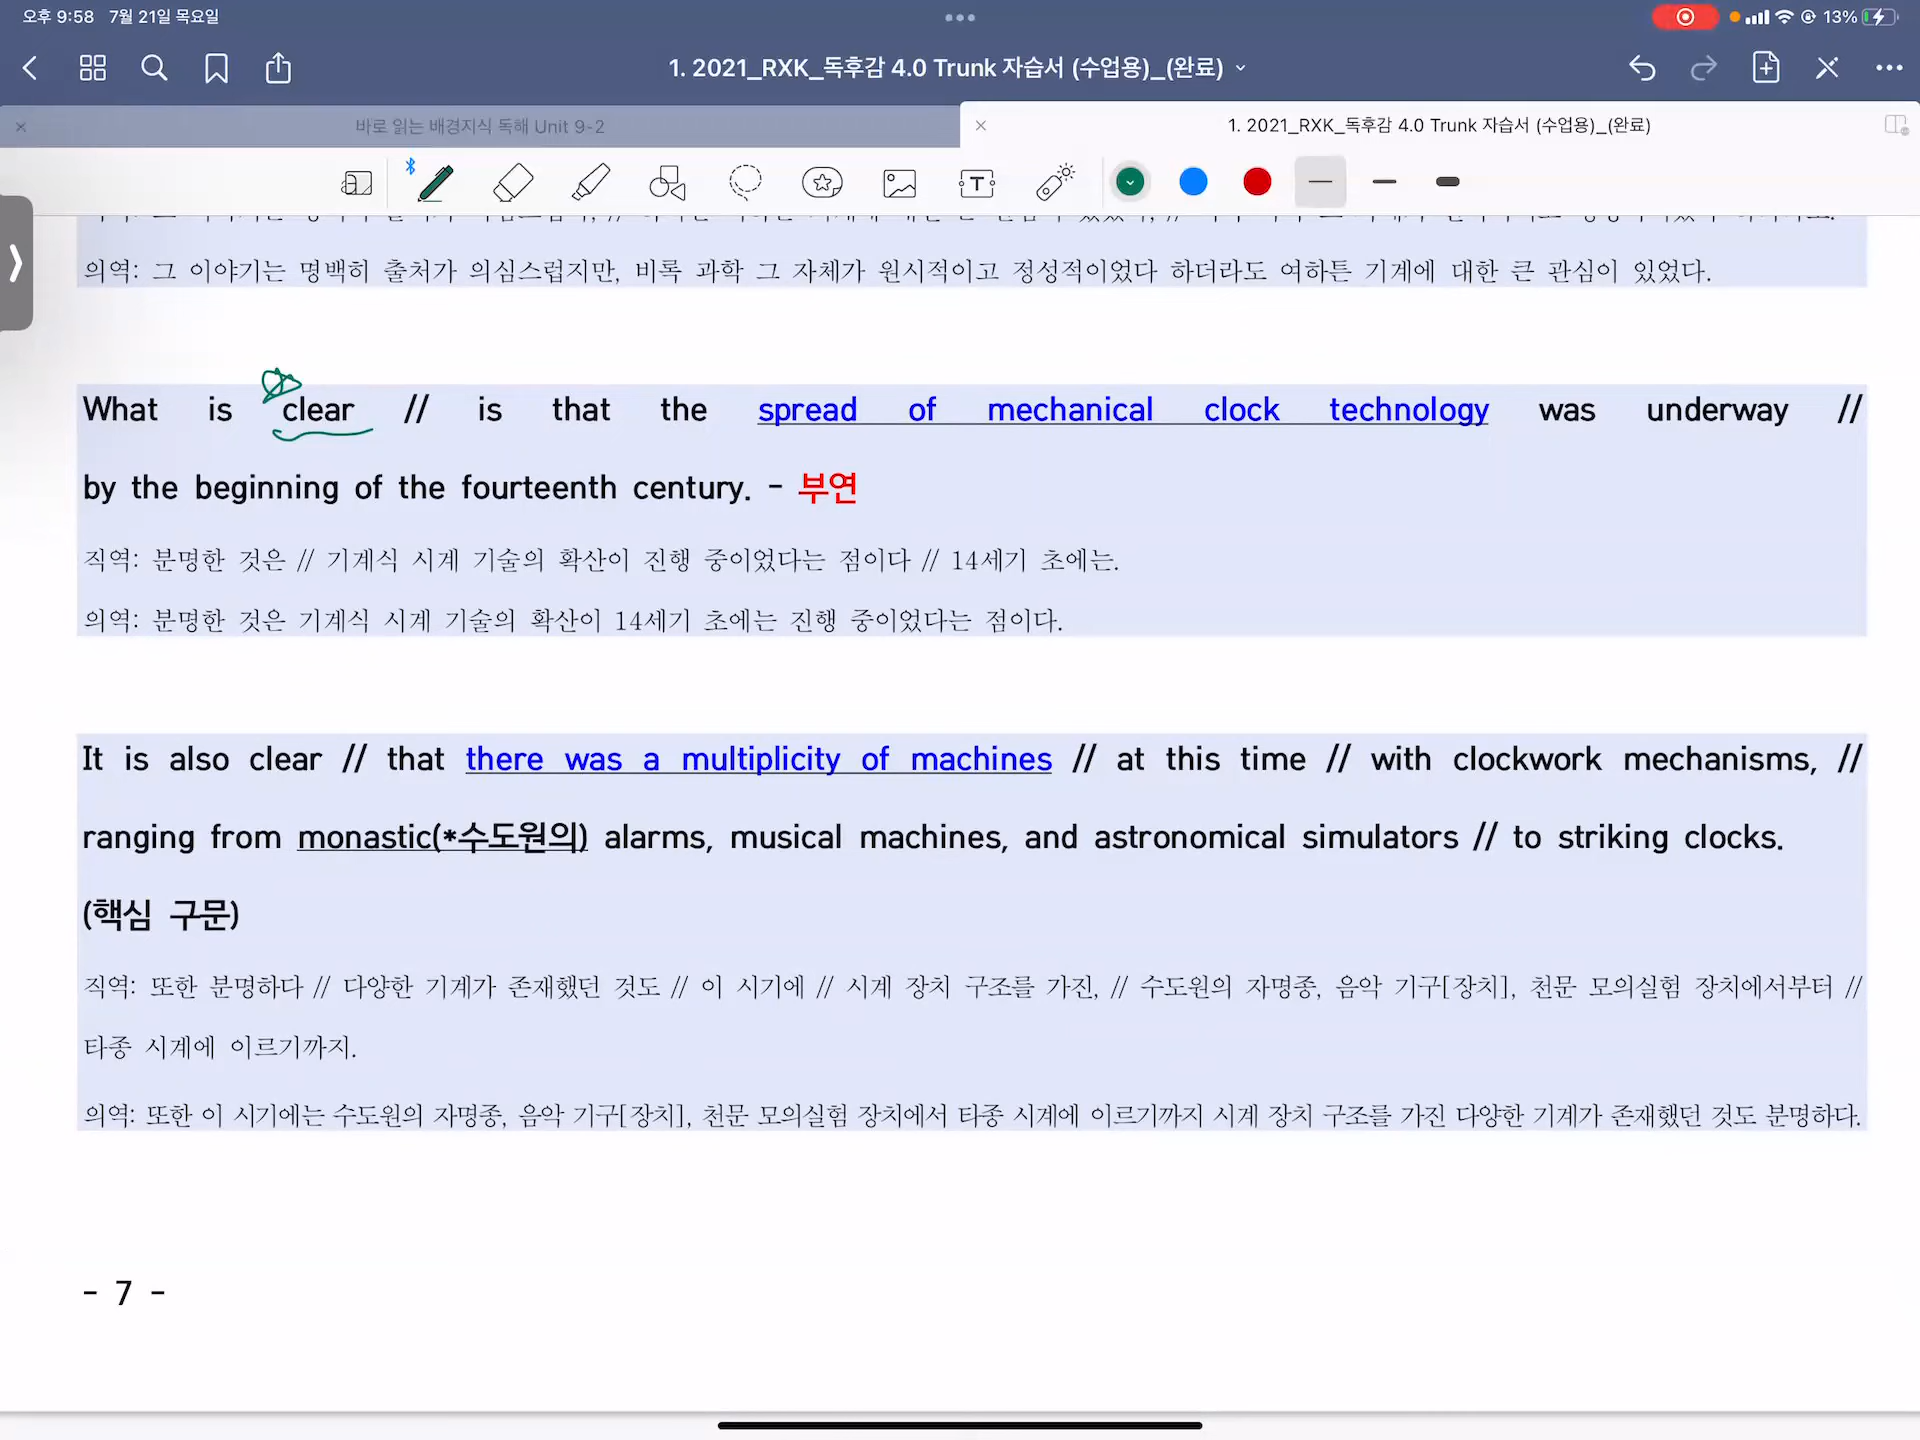 오후 9:58 7월 21일 목요일
13%
1. 2021_RXK_독후감 4.0 Trunk 자습서 (수업용)_(완료)
바로 읽는 배경지식 독해 Unit 9-2
1. 2021_RXK_독후감 4.0 Trunk 자습서 (수업용)_(완료)
의역: 그 이야기는 명백히 출처가 의심스럽지만, 비록 과학 그 자체가 원시적이고 정성적이었다 하더라도 여하튼 기계에 대한 큰 관심이 있었다.
What is clear // is that the spread of mechanical clock technology was underway //
by the beginning of the fourteenth century. - 부연
직역: 분명한 것은 // 기계식 시계 기술의 확산이 진행 중이었다는 점이다 // 14세기 초에는.
의역: 분명한 것은 기계식 시계 기술의 확산이 14세기 초에는 진행 중이었다는 점이다.
It is also clear // that there was a multiplicity of machines // at this time // with clockwork mechanisms, //
ranging from monastic(*수도원의) alarms, musical machines, and astronomical simulators // to striking clocks.
(핵심 구문)
직역: 또한 분명하다 // 다양한 기계가 존재했던 것도 // 이 시기에 // 시계 장치 구조를 가진, // 수도원의 자명종, 음악 기구[장치], 천문 모의실험 장치에서부터 //
타종 시계에 이르기까지.
의역: 또한 이 시기에는 수도원의 자명종, 음악 기구[장치], 천문 모의실험 장치에서 타종 시계에 이르기까지 시계 장치 구조를 가진 다양한 기계가 존재했던 것도 분명하다.
- 7 -